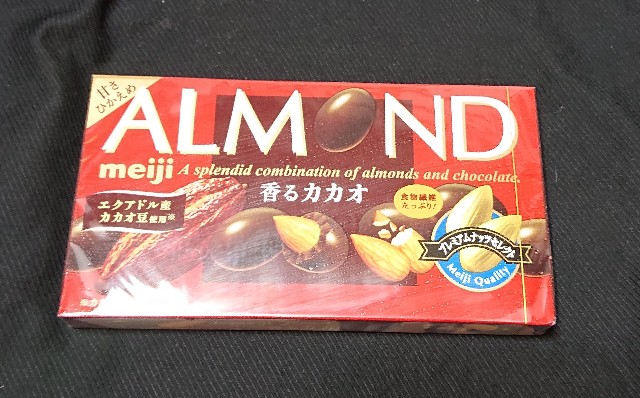 甘さ
ひかえめ
ALMOND
meiji A splendid combination of almonds and chocolate.
香るカカオ
エクアドル産
カカオ豆使用※
食物繊維
たっぷり!
プレミアムナッツセレクト
Meiji Quality